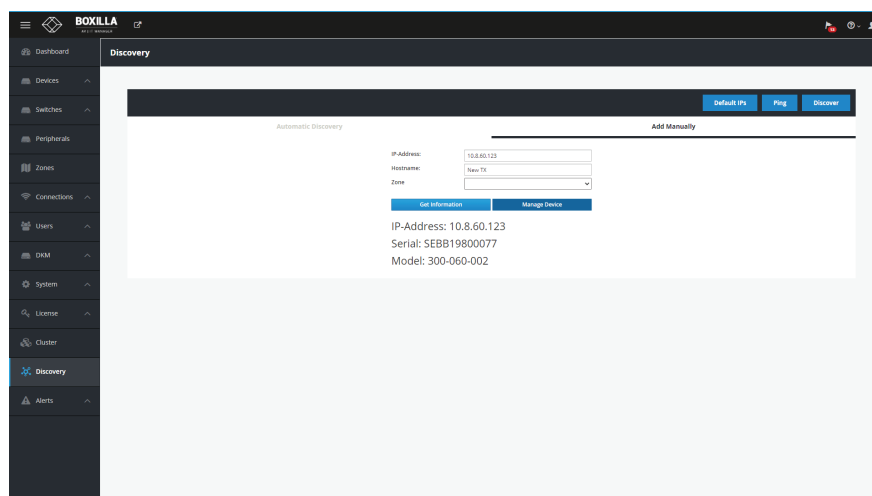 BOXILLA
Dashboard
Discovery
Devices
Default IPs Ping Discover
Switches
Automatic Discovery Add Manually
Peripherals
IP-Address: 10.8.60.123
Hostname: New TX
Zones
Zone
Connections
Get Information Manage Device
Users
IP-Address: 10.8.60.123
Serial: SEBB19800077
DKM
Model: 300-060-002
System
License
Cluster
Discovery
Alerts